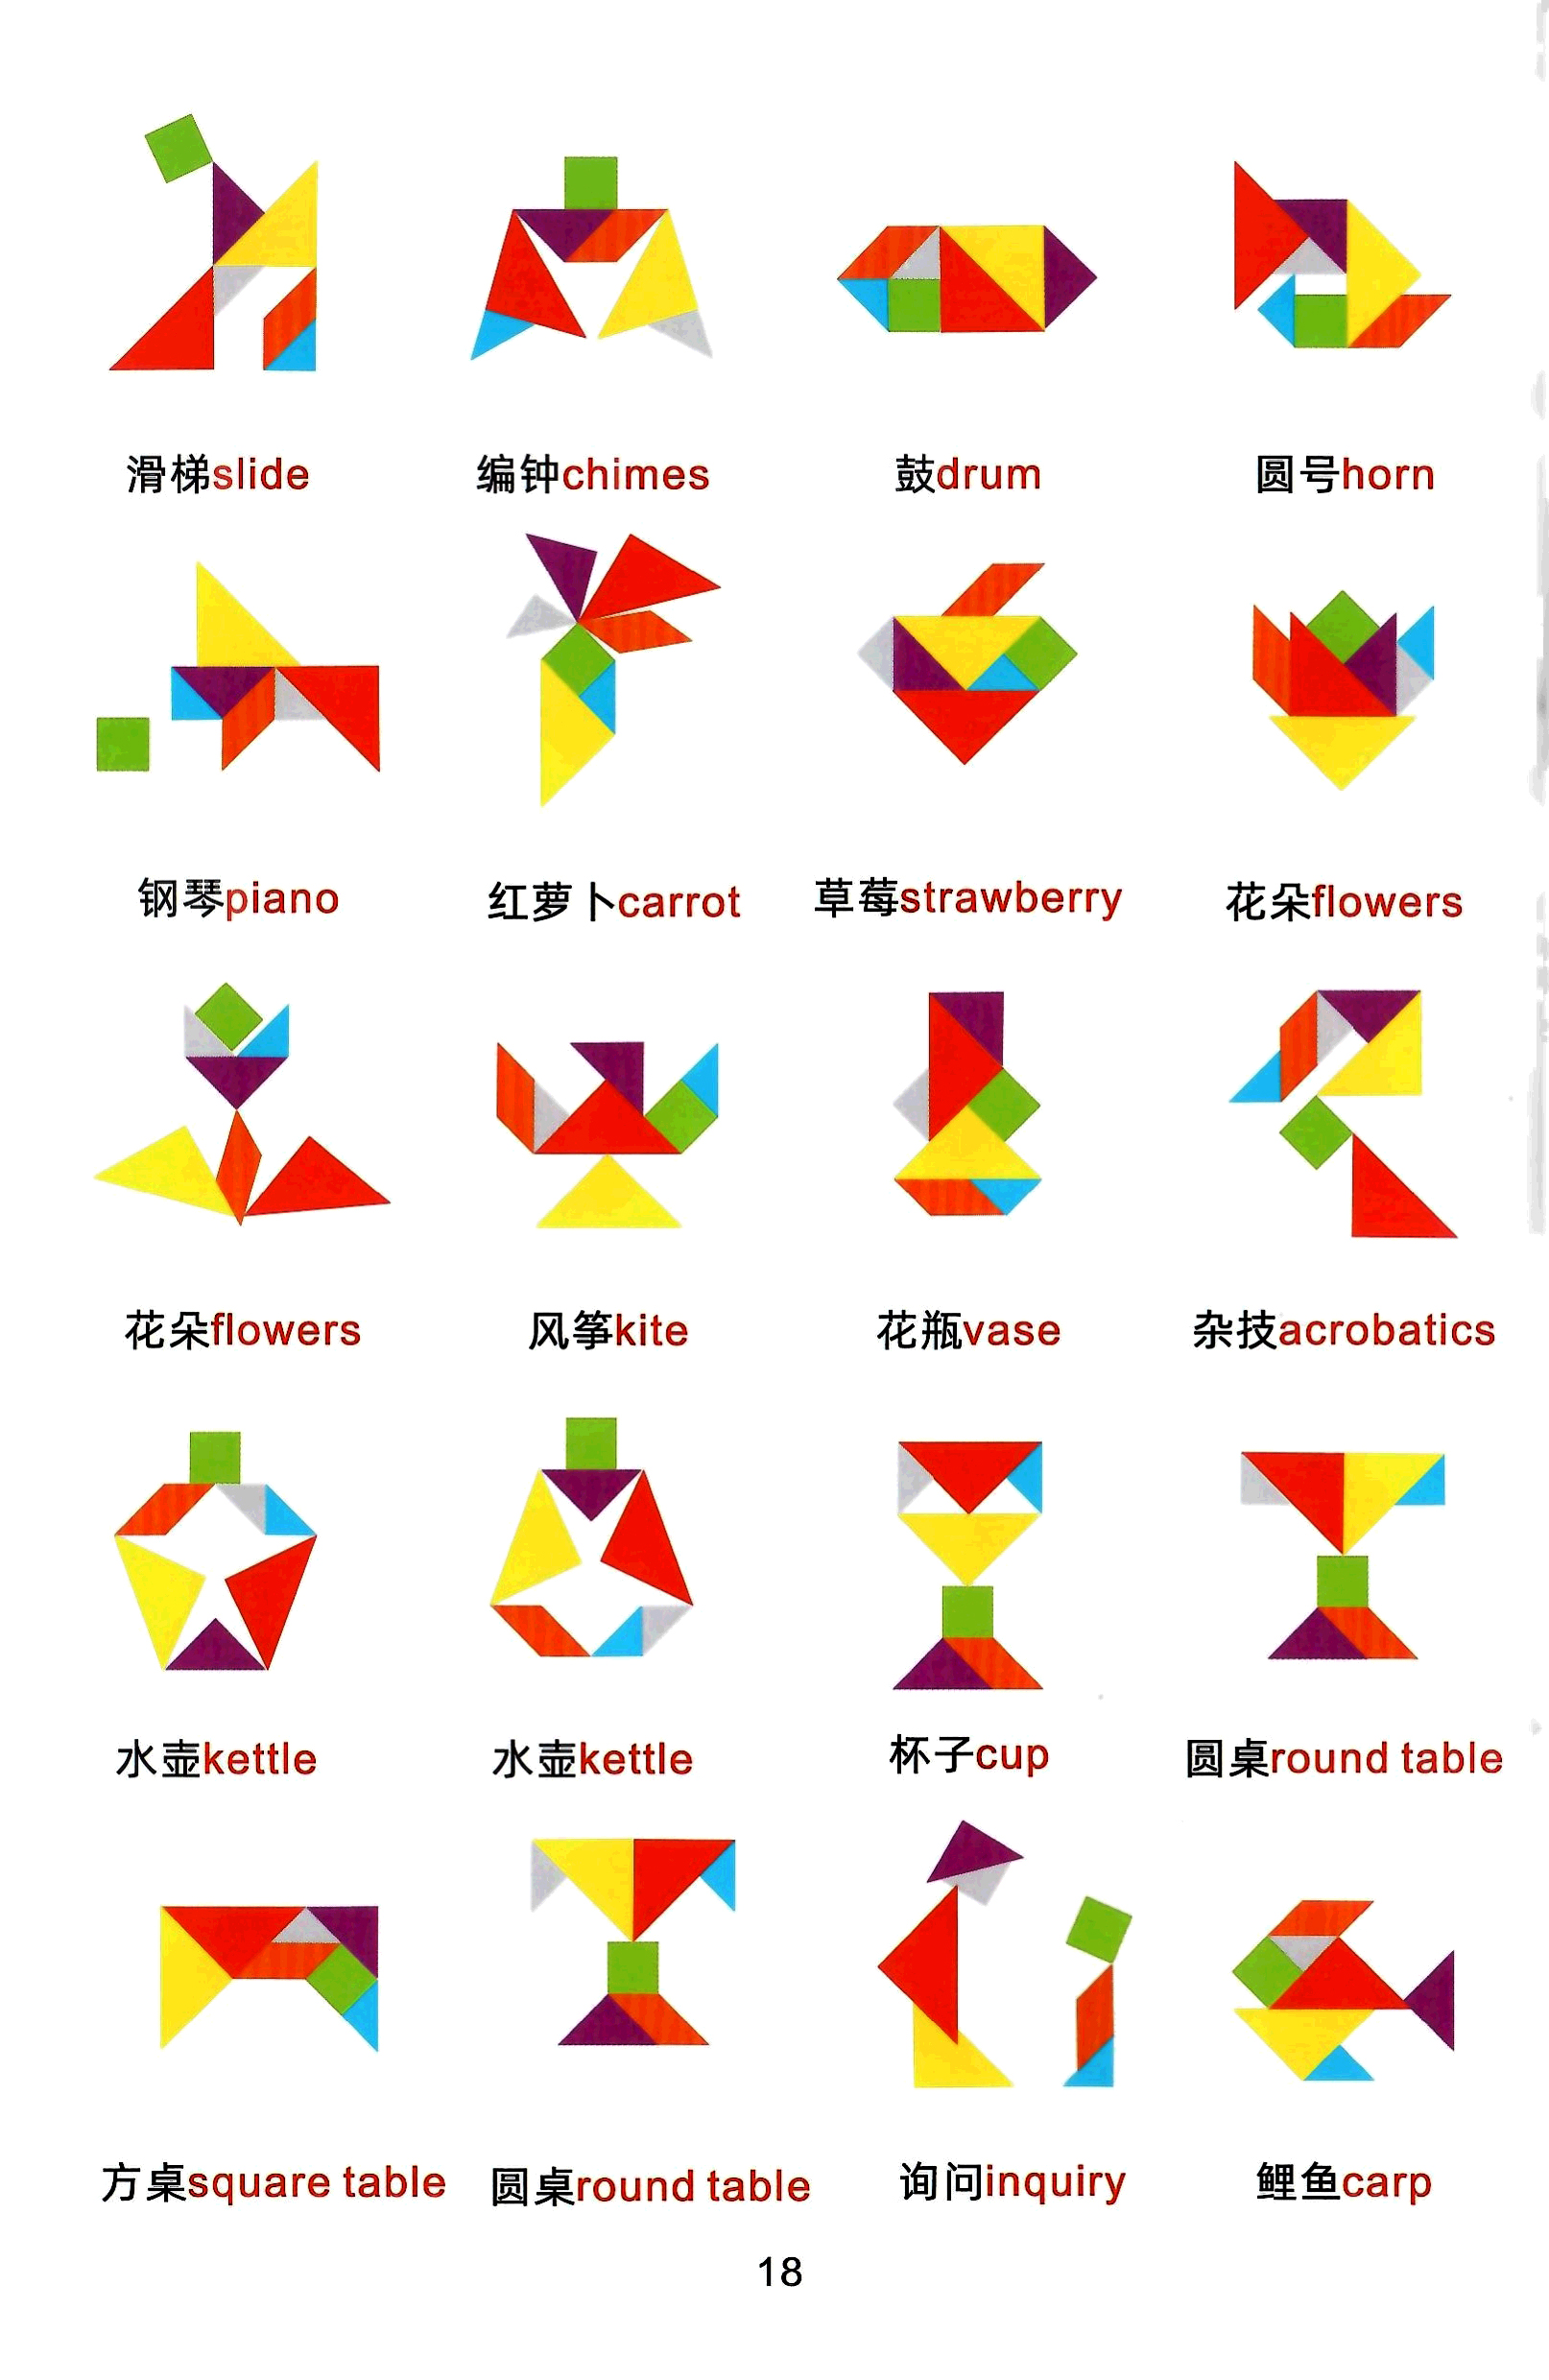 滑梯slide
编钟chimes
鼓drum
圆号horn
钢琴piano
红萝卜carrot
草莓strawberry
花朵flowers
花朵flowers
风筝kite
花瓶vase
杂技acrobatics
水壶kettle
水壶kettle
杯子cup
圆桌round table
方桌square table
圆桌round table
询问inquiry
鲤鱼carp
18